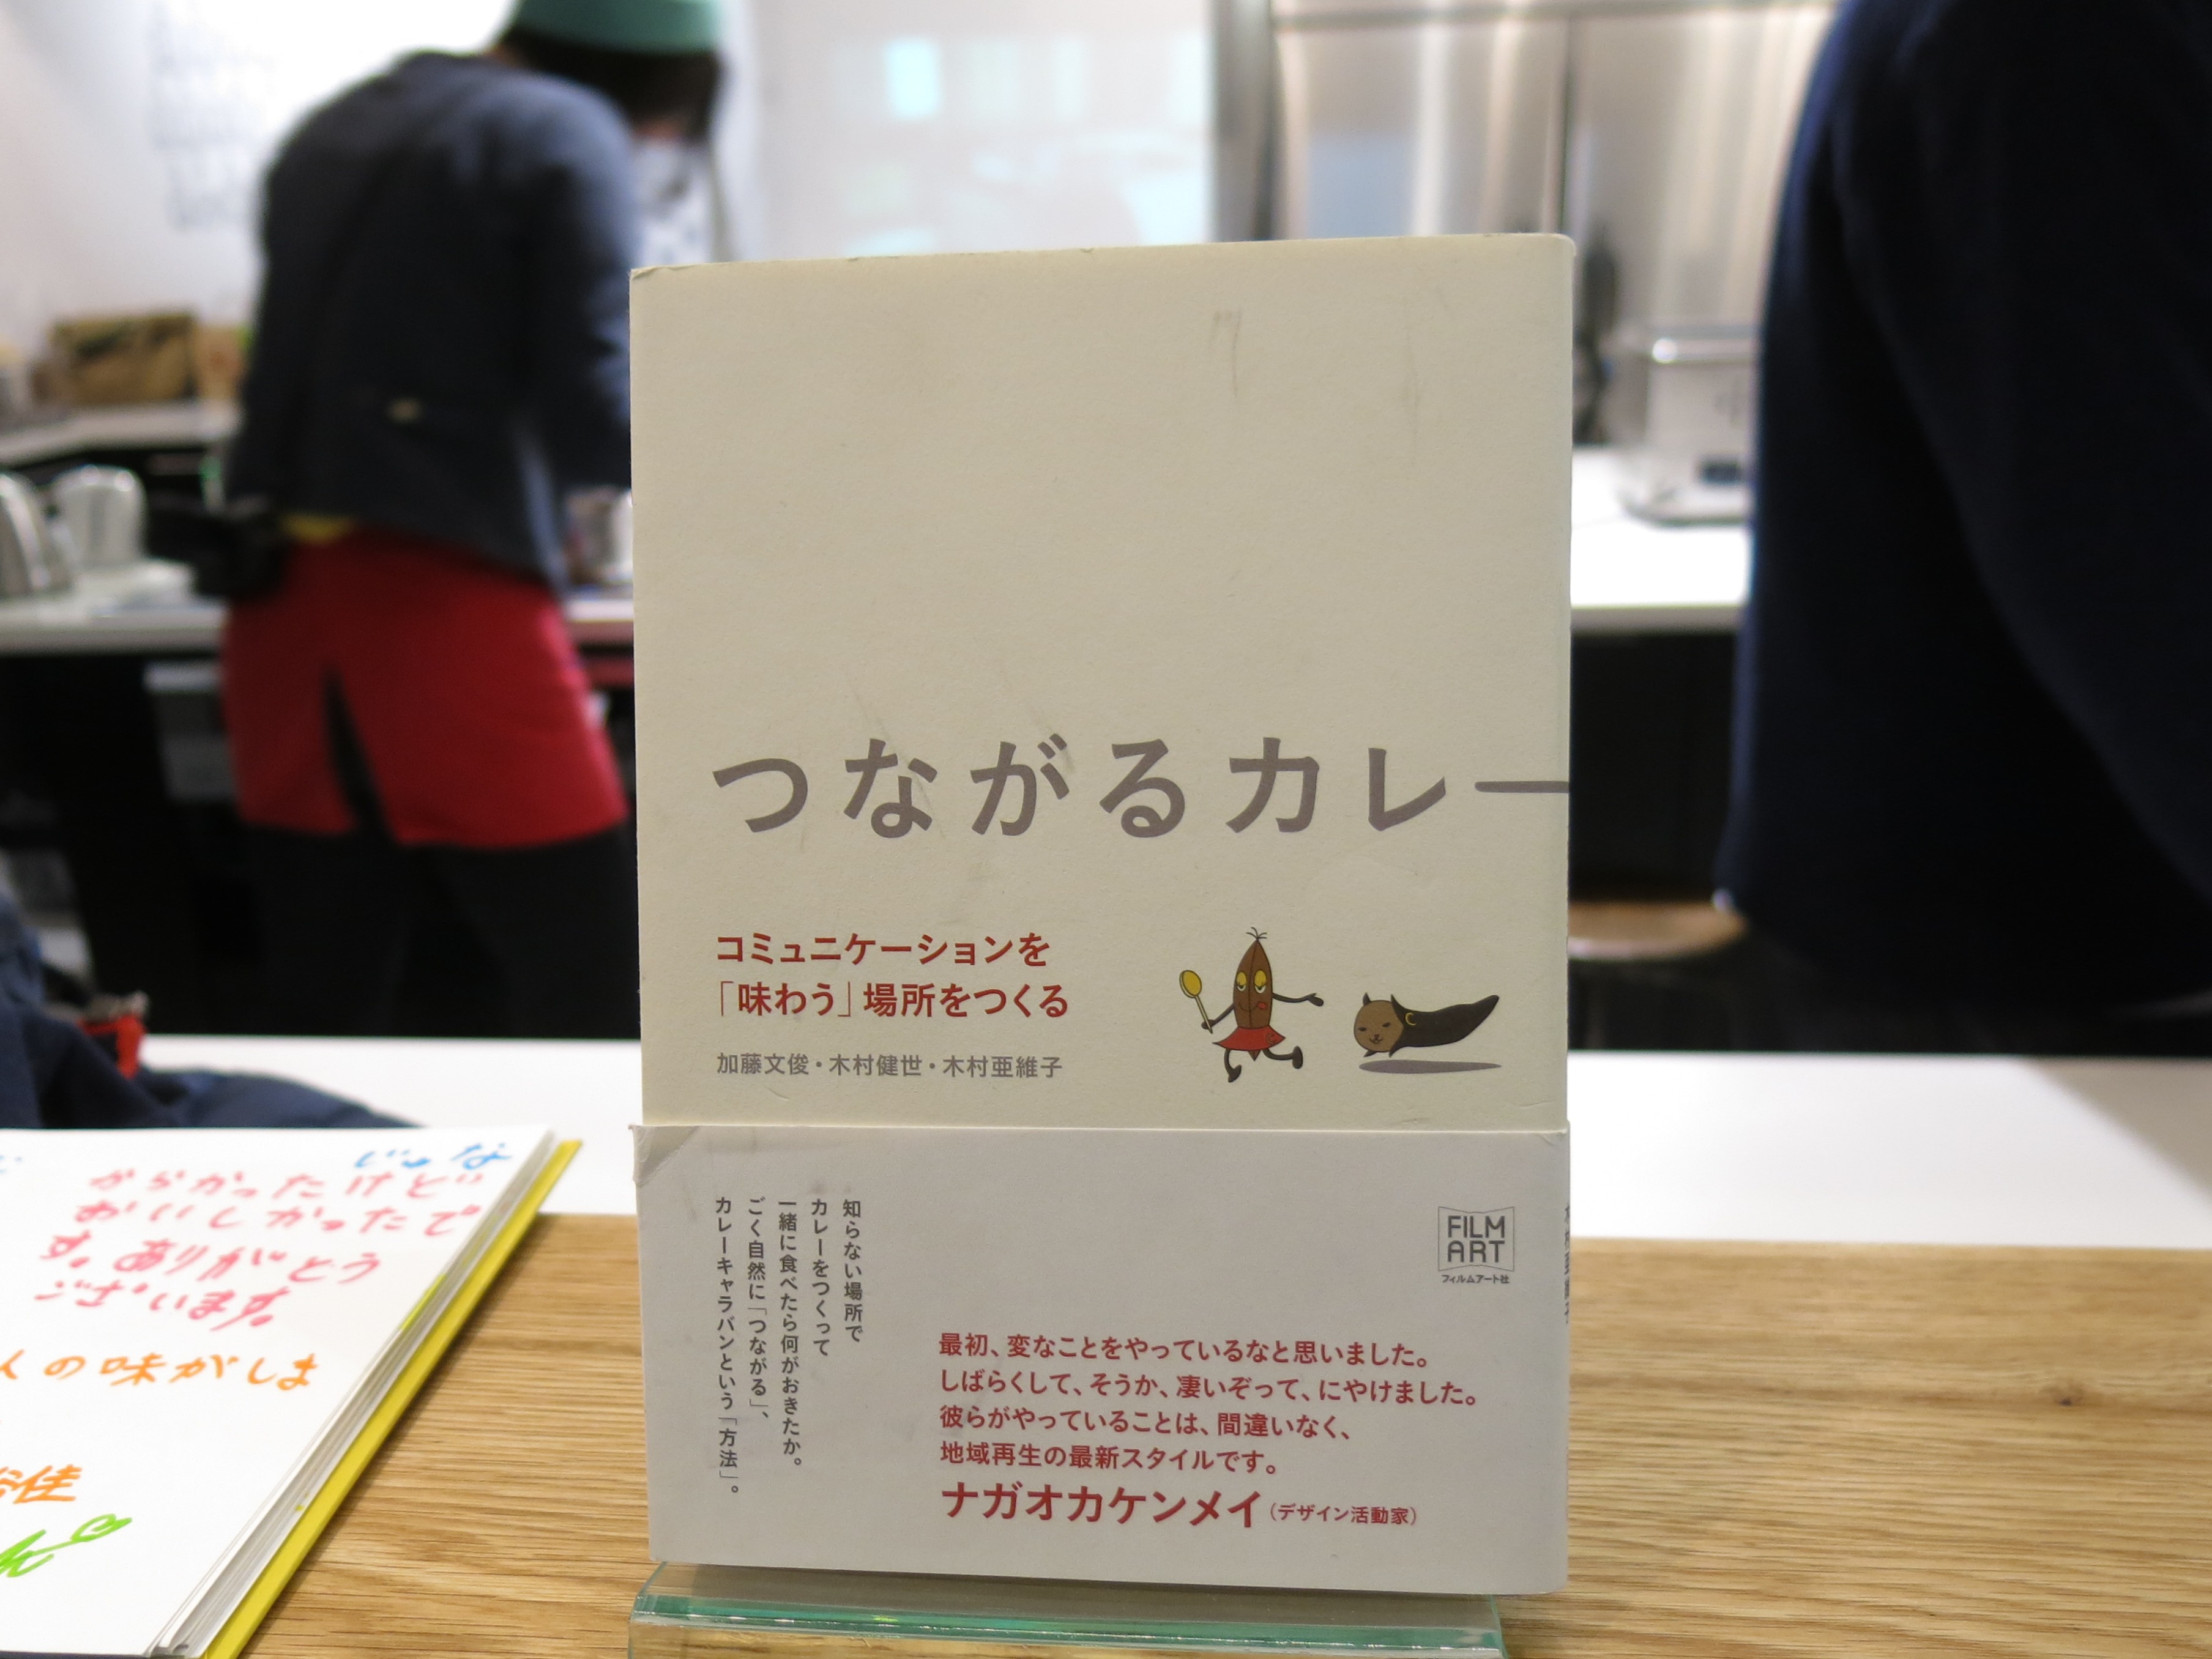 つながるカレー
コミュニケーションを
「味わう」場所をつくる
加藤文俊・木村健世・木村亜維子
知らない場所で
カレーをつくって
一緒に食べたら何がおきたか。
ごく自然に「つながる」、
カレーキャラバンという「方法」。
FILM
ART
フィルムアート社
最初、変なことをやっているなと思いました。
しばらくして、そうか、凄いぞって、にやけました。
彼らがやっていることは、間違いなく、
地域再生の最新スタイルです。
ナガオカケンメイ（デザイン活動家）
からかったけど
おいしかったで
す。ありがとう
ございます。
の味がしま